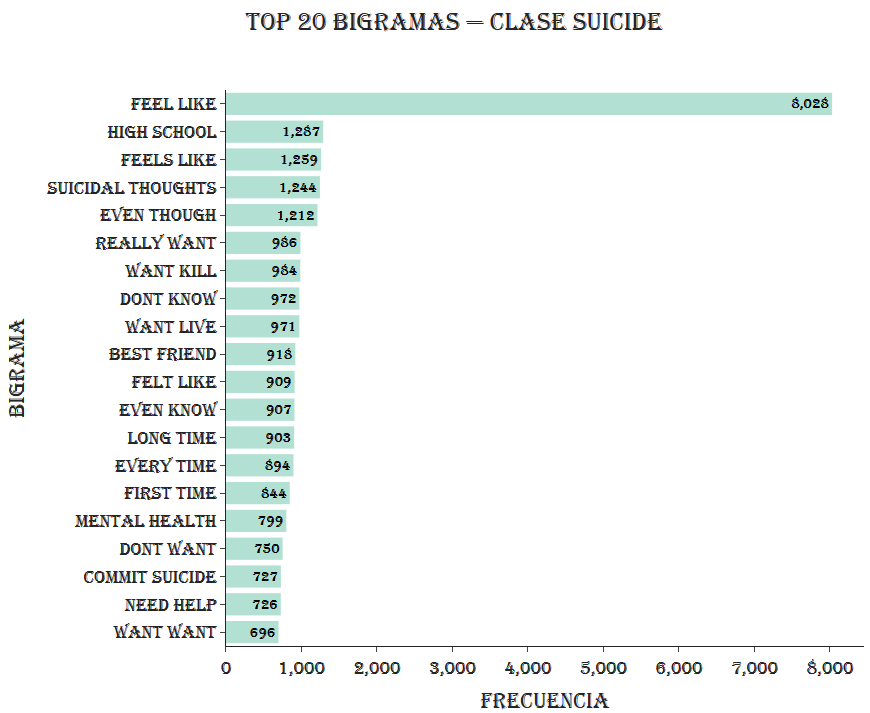 TOP 20 BIGRAMAS — CLASE SUICIDE
FEEL LIKE 8,028
HIGH SCHOOL 1,287
FEELS LIKE 1,259
SUICIDAL THOUGHTS 1,244
EVEN THOUGH 1,212
REALLY WANT 986
WANT KILL 984
DONT KNOW 972
WANT LIVE 971
BEST FRIEND 918
FELT LIKE 909
EVEN KNOW 907
LONG TIME 903
EVERY TIME 894
FIRST TIME 844
MENTAL HEALTH 799
DONT WANT 750
COMMIT SUICIDE 727
NEED HELP 726
WANT WANT 696
BIGRAMA
0 1,000 2,000 3,000 4,000 5,000 6,000 7,000 8,000
FRECUENCIA